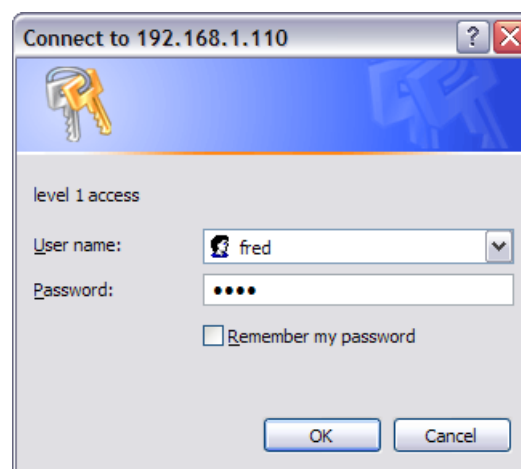 Connect to 192.168.1.110
level 1 access
User name: fred
Password: ••••
Remember my password
OK Cancel